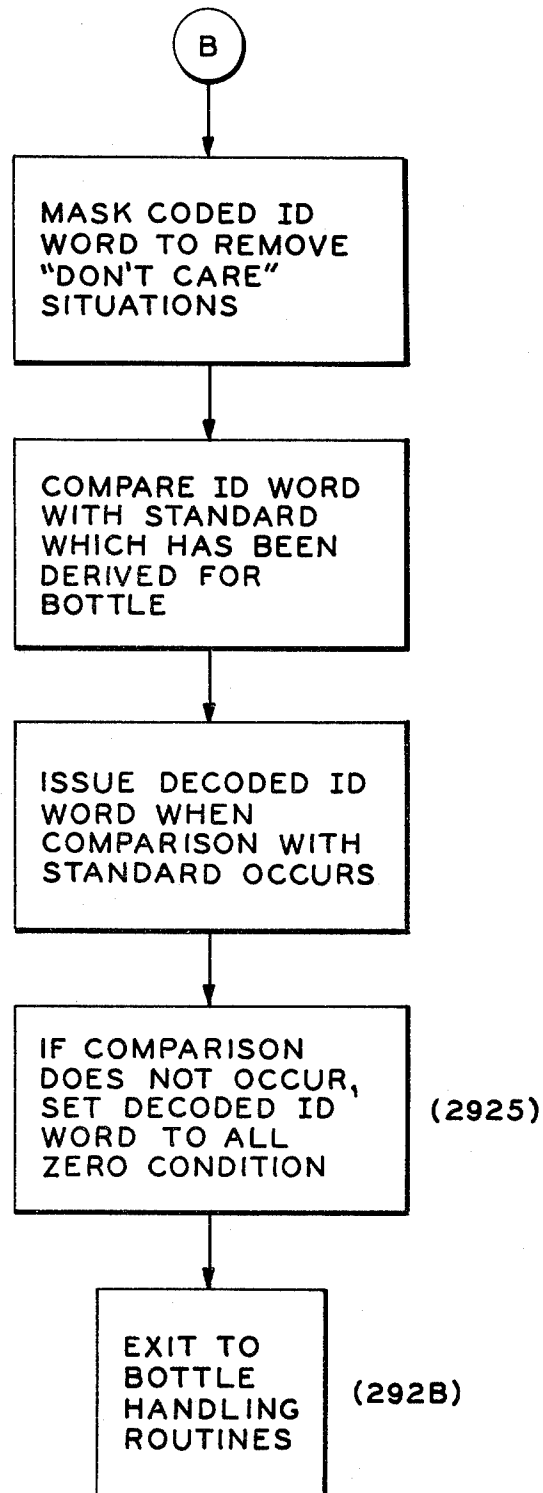 B
MASK CODED ID
WORD TO REMOVE
"DON'T CARE"
SITUATIONS
COMPARE ID WORD
WITH STANDARD
WHICH HAS BEEN
DERIVED FOR
BOTTLE
ISSUE DECODED ID
WORD WHEN
COMPARISON WITH
STANDARD OCCURS
IF COMPARISON
DOES NOT OCCUR,
SET DECODED ID
WORD TO ALL
ZERO CONDITION
(2925)
EXIT TO
BOTTLE
HANDLING
ROUTINES
(292B)